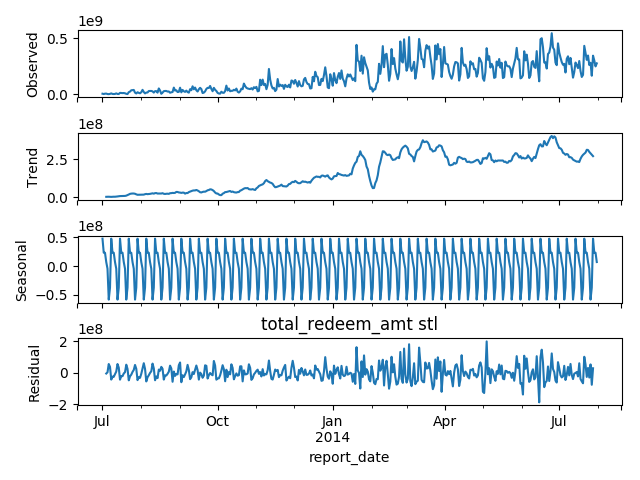 1e9
0.5
0.0
Observed
1e8
2.5
0.0
Trend
1e8
0.5
0.0
−0.5
Seasonal
total_redeem_amt stl
1e8
2
0
−2
Residual
Jul
Oct
Jan
2014
Apr
Jul
report_date